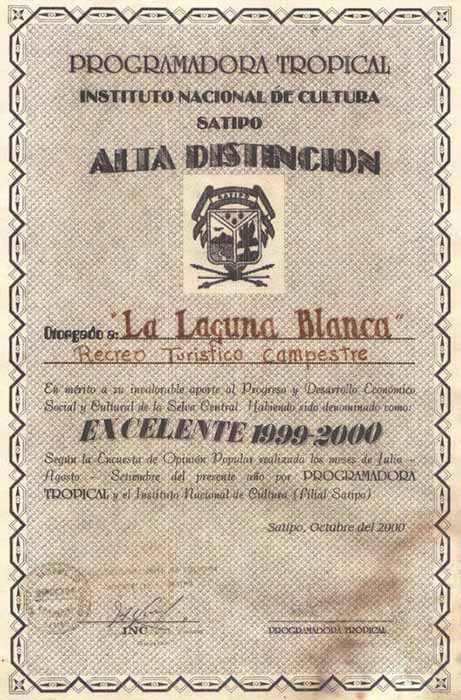 PROGRAMADORA TROPICAL
INSTITUTO NACIONAL DE CULTURA
SATIPO
ALTA DISTINCION
SATIPO
Otorgado a: "La Laguna Blanca"
Recreo Turistico Campestre
En mérito a su invalorable aporte al Progreso y Desarrollo Económico
Social y Cultural de la Selva Central. Habiendo sido denominado como:
EXCELENTE 1999-2000
Según la Encuesta de Opinión Popular realizada los meses de Julio -
Agosto - Setiembre del presente año por PROGRAMADORA
TROPICAL y el Instituto Nacional de Cultura (Filial Satipo)
Satipo, Octubre del 2000
INC
PROGRAMADORA TROPICAL